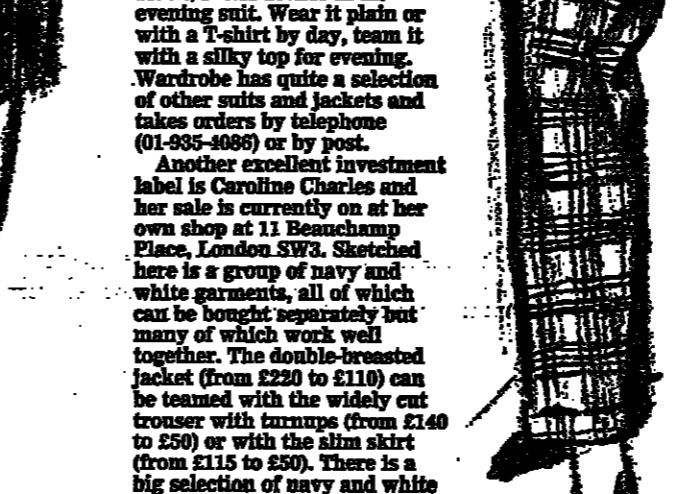 evening suit. Wear it plain or
with a T-shirt by day, team it
with a silky top for evening.
Wardrobe has quite a selection
of other suits and jackets and
takes orders by telephone
(01-935-4086) or by post.
Another excellent investment
label is Caroline Charles and
her sale is currently on at her
own shop at 11 Beauchamp
Place, London SW3. Sketched
here is a group of navy and
white garments, all of which
can be bought separately but
many of which work well
together. The double-breasted
jacket (from £220 to £110) can
be teamed with the widely cut
trouser with turnups (from £140
to £50) or with the slim skirt
(from £115 to £50). There is a
big selection of navy and white